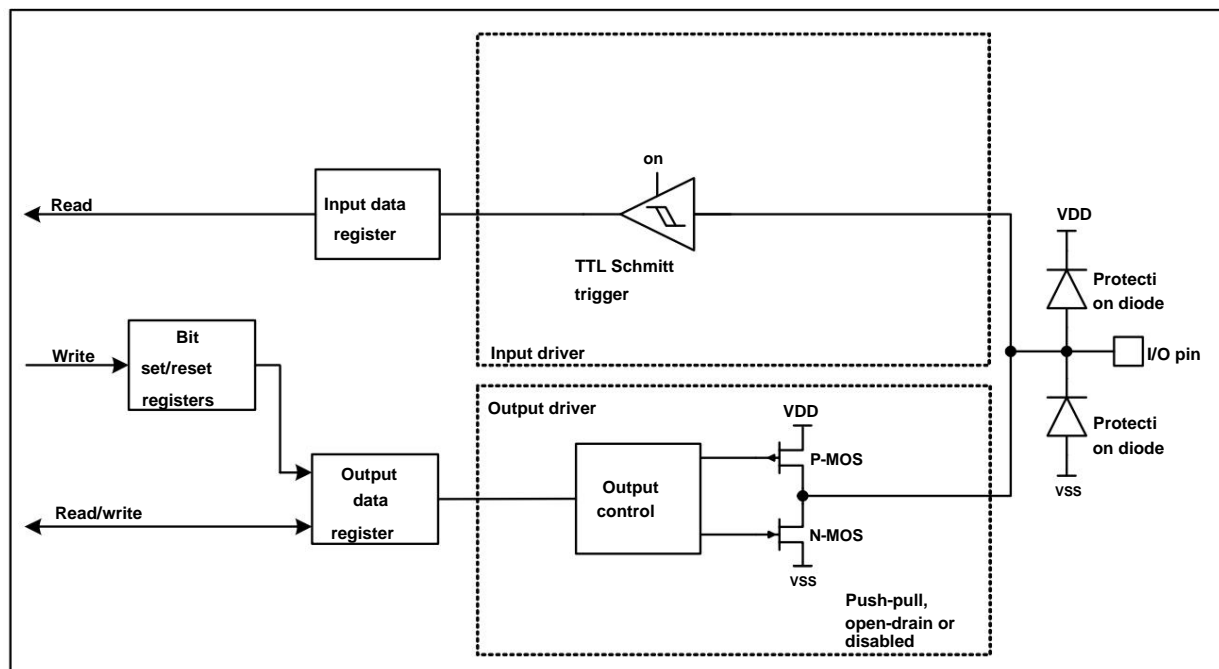 on
Read
Input data
register
TTL Schmitt
trigger
VDD
Protecti
on diode
Write
Bit
set/reset
registers
Input driver
I/O pin
Output driver
VDD
P-MOS
Protecti
on diode
VSS
Read/write
Output
data
register
Output
control
N-MOS
VSS
Push-pull,
open-drain or
disabled